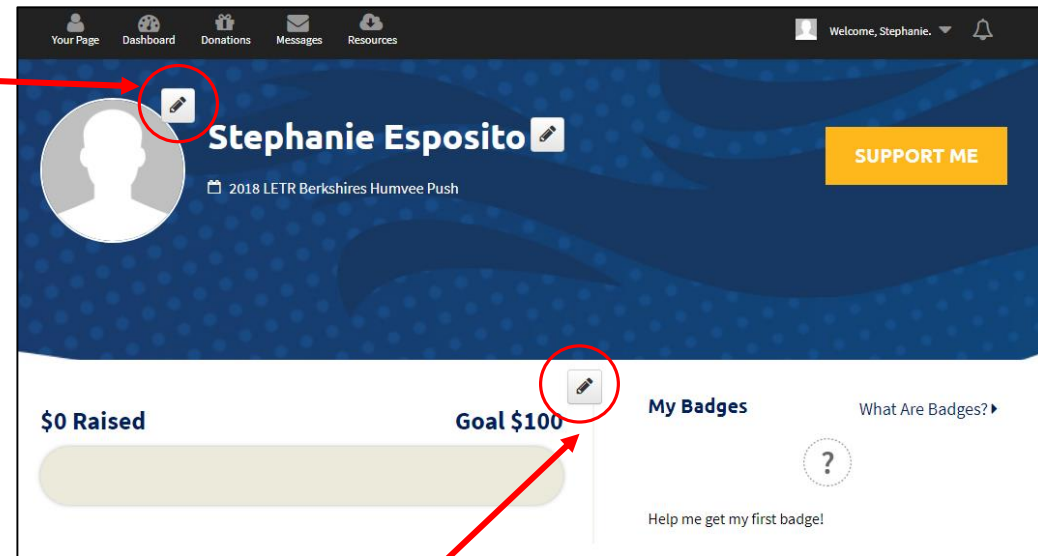 Your Page Dashboard Donations Messages Resources Welcome, Stephanie.
Stephanie Esposito
SUPPORT ME
2018 LETR Berkshires Humvee Push
$0 Raised Goal $100 My Badges What Are Badges?
?
Help me get my first badge!